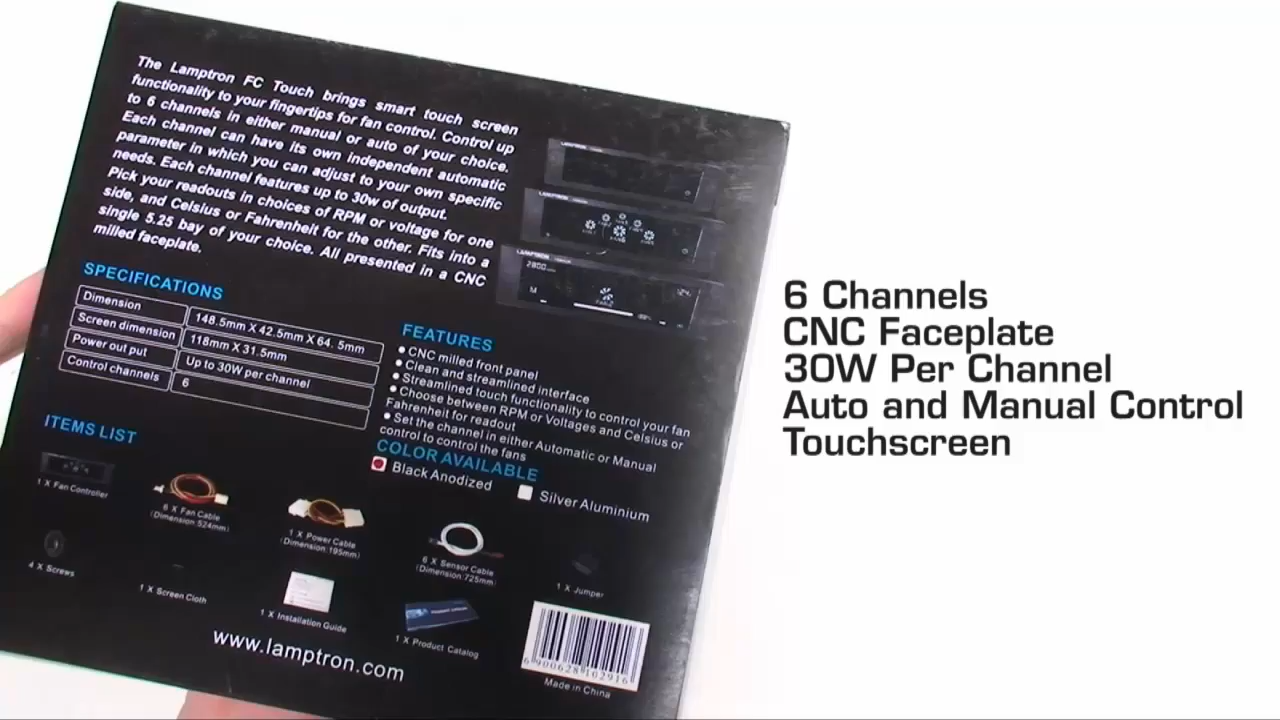 The Lamptron FC Touch brings smart touch screen
functionality to your fingertips for fan control. Control up
to 6 channels in either manual or auto of your choice.
Each channel can have its own independent automatic
parameter in which you can adjust to your own specific
needs. Each channel features up to 30w of output.
Pick your readouts in choices of RPM or voltage for one
side, and Celsius or Fahrenheit for the other. Fits into a
single 5.25 bay of your choice. All presented in a CNC
milled faceplate.
LAMPTRON
2800
M
SPECIFICATIONS
Dimension 148.5mm X 42.5mm X 64. 5mm
Screen dimension 118mm X 31.5mm
Power out put Up to 30W per channel
Control channels 6
FEATURES
● CNC milled front panel
● Clean and streamlined interface
● Streamlined touch functionality to control your fan
● Choose between RPM or Voltages and Celsius or
Fahrenheit for readout
● Set the channel in either Automatic or Manual
control to control the fans
COLOR AVAILABLE
Black Anodized
Silver Aluminium
ITEMS LIST
1 X Fan Controller
6 X Fan Cable
(Dimension:524mm)
1 X Power Cable
(Dimension:195mm)
6 X Sensor Cable
(Dimension:725mm)
1 X Jumper
4 X Screws
1 X Screen Cloth
1 X Installation Guide
1 X Product Catalog
www.lamptron.com
6 900628 102916
Made in China
6 Channels
CNC Faceplate
30W Per Channel
Auto and Manual Control
Touchscreen